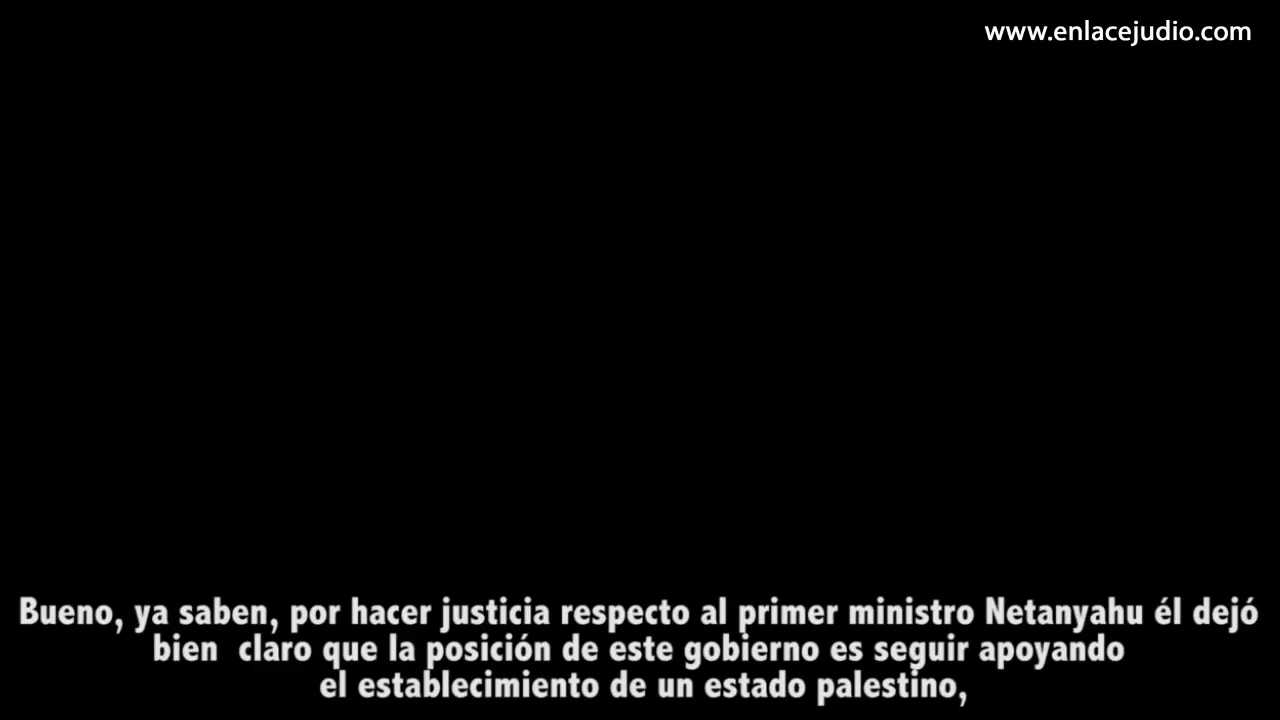 www.enlacejudio.com
Bueno, ya saben, por hacer justicia respecto al primer ministro Netanyahu él dejó
bien  claro que la posición de este gobierno es seguir apoyando
el establecimiento de un estado palestino,